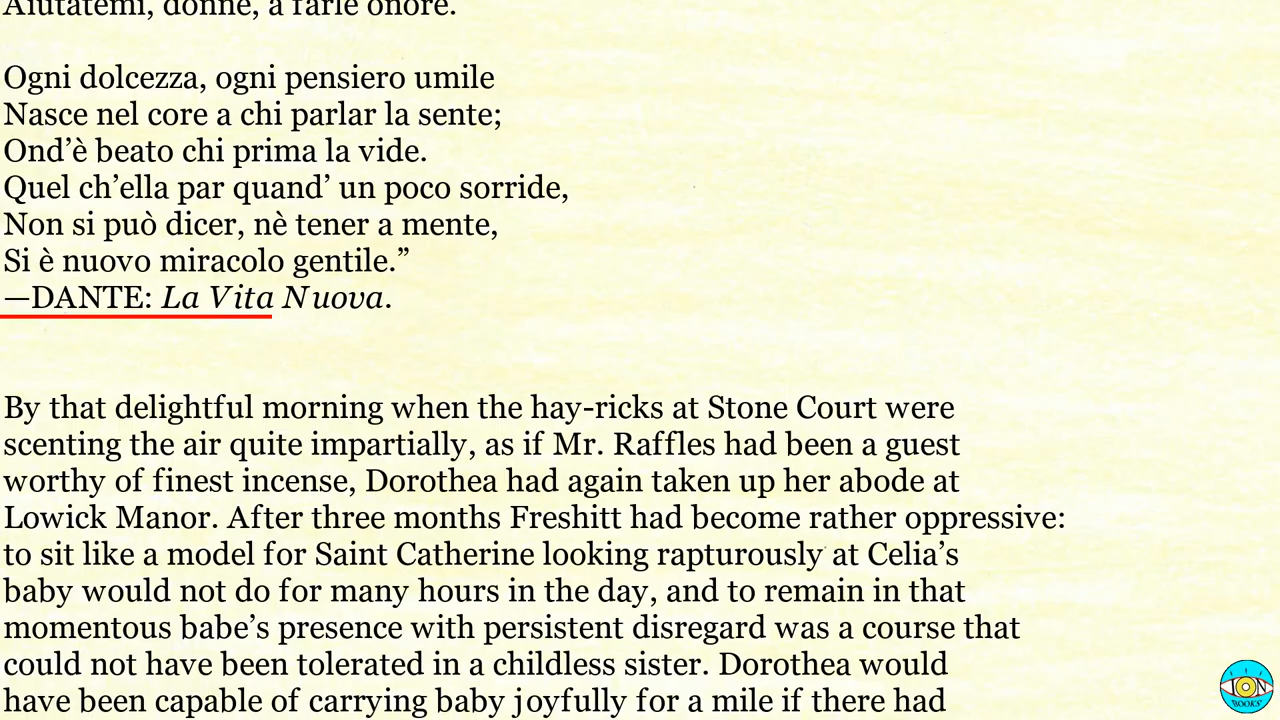 Aiutatemi, donne, a farle onore.
Ogni dolcezza, ogni pensiero umile
Nasce nel core a chi parlar la sente;
Ond’è beato chi prima la vide.
Quel ch’ella par quand’ un poco sorride,
Non si può dicer, nè tener a mente,
Si è nuovo miracolo gentile.”
—DANTE: La Vita Nuova.
By that delightful morning when the hay-ricks at Stone Court were
scenting the air quite impartially, as if Mr. Raffles had been a guest
worthy of finest incense, Dorothea had again taken up her abode at
Lowick Manor. After three months Freshitt had become rather oppressive:
to sit like a model for Saint Catherine looking rapturously at Celia’s
baby would not do for many hours in the day, and to remain in that
momentous babe’s presence with persistent disregard was a course that
could not have been tolerated in a childless sister. Dorothea would
have been capable of carrying baby joyfully for a mile if there had
ION
BOOKS